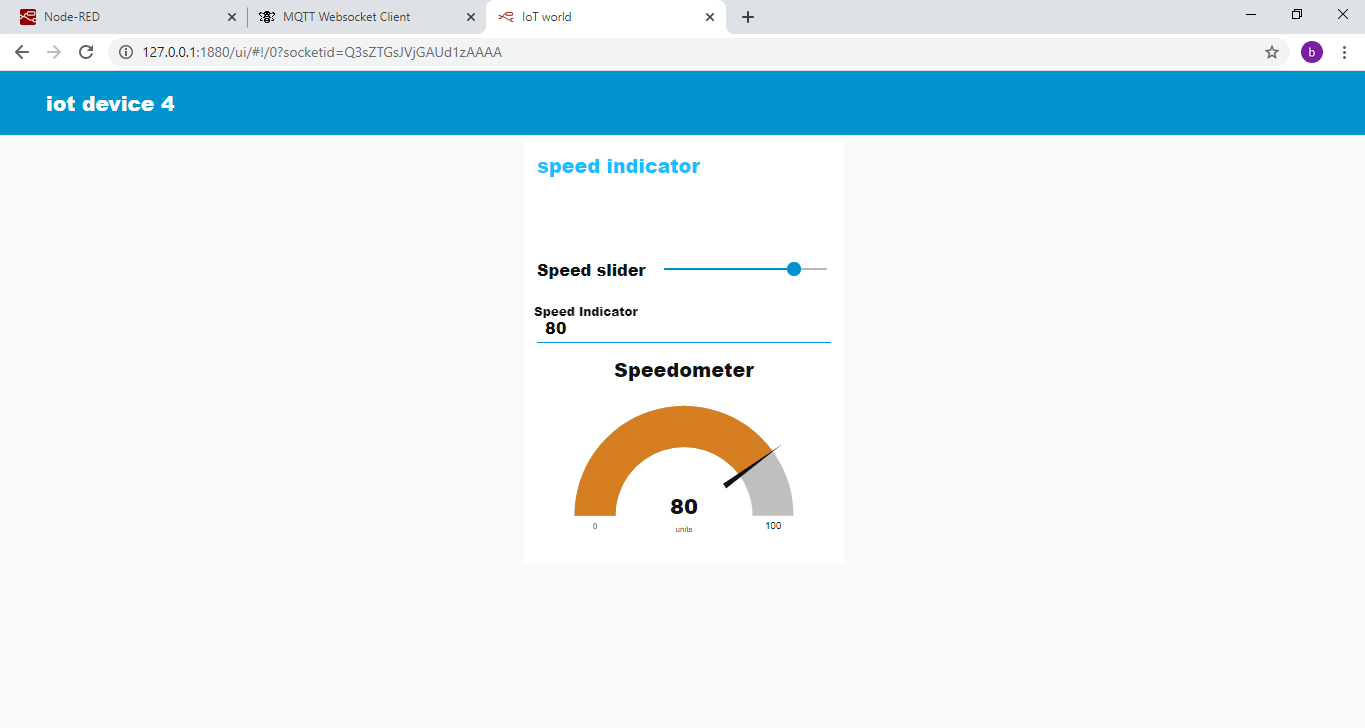 Node-RED
MQTT Websocket Client
IoT world
127.0.0.1:1880/ui/#!/0?socketid=Q3sZTGsJVjGAUd1zAAAA
b
iot device 4
speed indicator
Speed slider
Speed Indicator
80
Speedometer
80
0
units
100